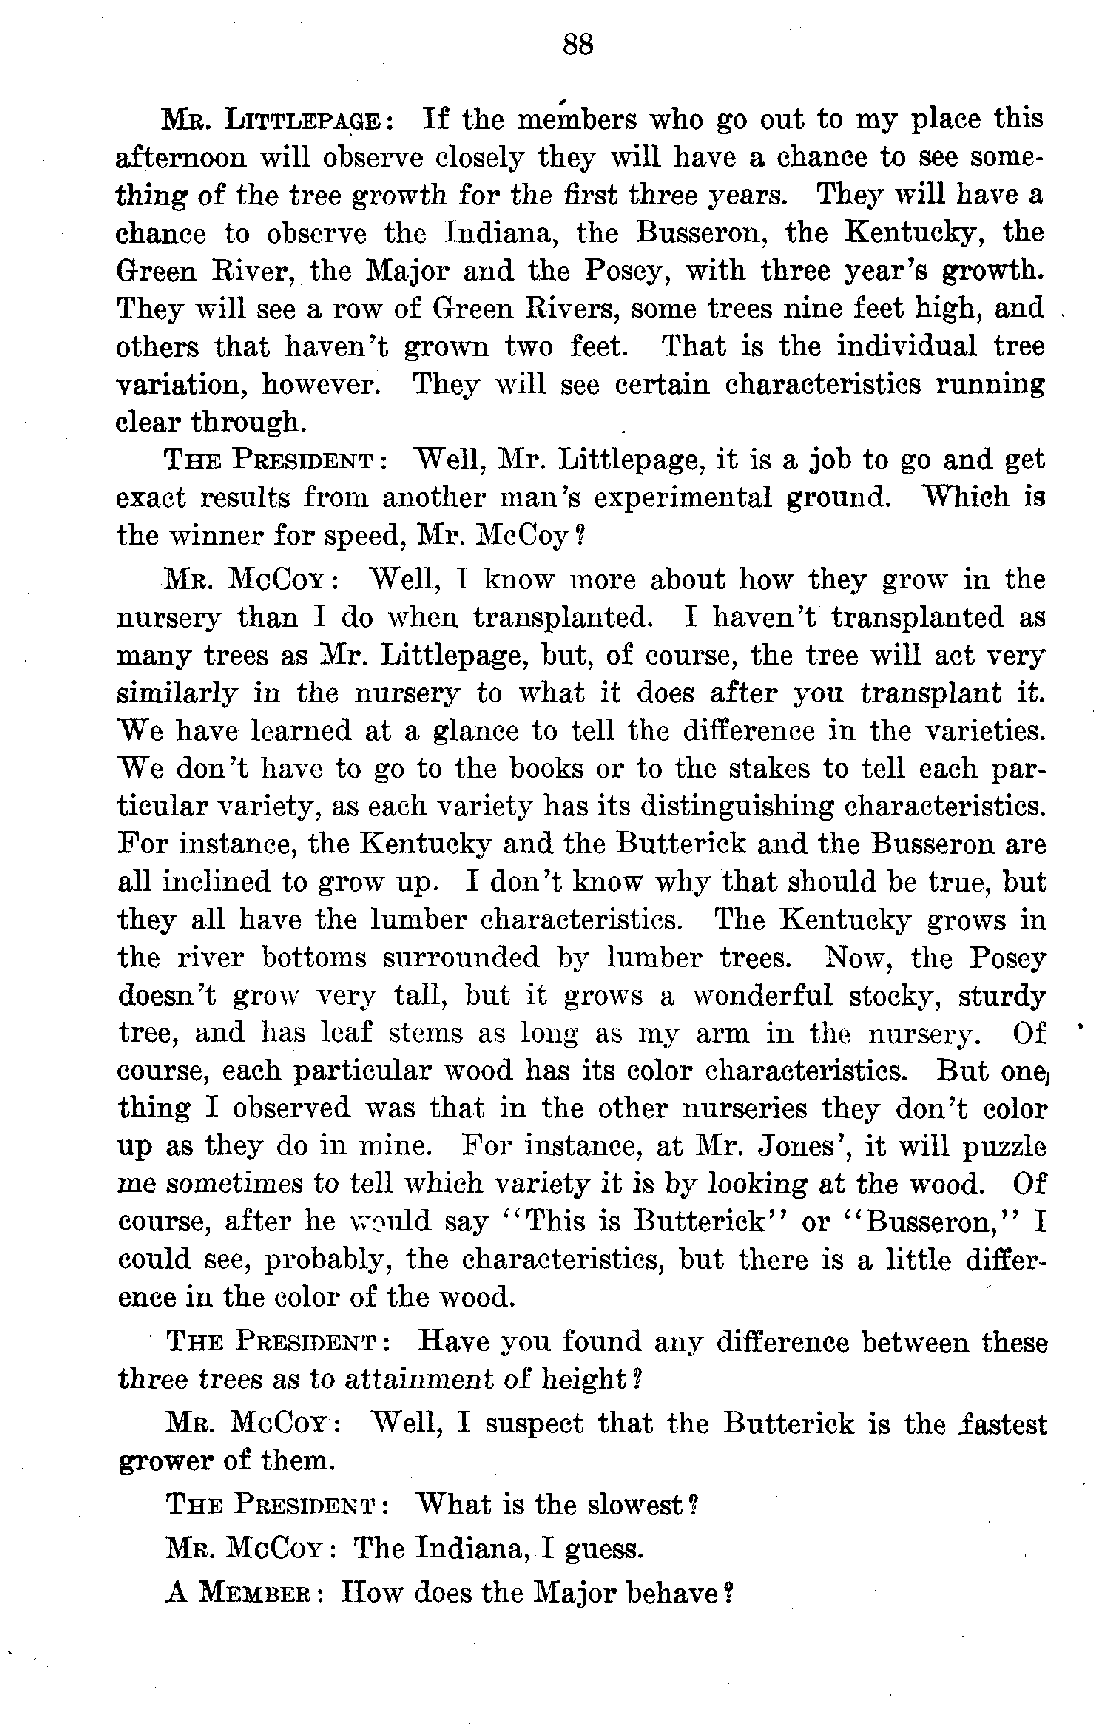 88
MR. LITTLEPAGE: If the members who go out to my place this
afternoon will observe closely they will have a chance to see some-
thing of the tree growth for the first three years. They will have a
chance to observe the Indiana, the Busseron, the Kentucky, the
Green River, the Major and the Posey, with three year's growth.
They will see a row of Green Rivers, some trees nine feet high, and
others that haven't grown two feet. That is the individual tree
variation, however. They will see certain characteristics running
clear through.
THE PRESIDENT: Well, Mr. Littlepage, it is a job to go and get
exact results from another man's experimental ground. Which is
the winner for speed, Mr. McCoy?
MR. MCCOY: Well, I know more about how they grow in the
nursery than I do when transplanted. I haven't transplanted as
many trees as Mr. Littlepage, but, of course, the tree will act very
similarly in the nursery to what it does after you transplant it.
We have learned at a glance to tell the difference in the varieties.
We don't have to go to the books or to the stakes to tell each par-
ticular variety, as each variety has its distinguishing characteristics.
For instance, the Kentucky and the Butterick and the Busseron are
all inclined to grow up. I don't know why that should be true, but
they all have the lumber characteristics. The Kentucky grows in
the river bottoms surrounded by lumber trees. Now, the Posey
doesn't grow very tall, but it grows a wonderful stocky, sturdy
tree, and has leaf stems as long as my arm in the nursery. Of
course, each particular wood has its color characteristics. But one
thing I observed was that in the other nurseries they don't color
up as they do in mine. For instance, at Mr. Jones', it will puzzle
me sometimes to tell which variety it is by looking at the wood. Of
course, after he would say "This is Butterick" or "Busseron," I
could see, probably, the characteristics, but there is a little differ-
ence in the color of the wood.
THE PRESIDENT: Have you found any difference between these
three trees as to attainment of height?
MR. MCCOY: Well, I suspect that the Butterick is the fastest
grower of them.
THE PRESIDENT: What is the slowest?
MR. MCCOY: The Indiana, I guess.
A MEMBER: How does the Major behave?